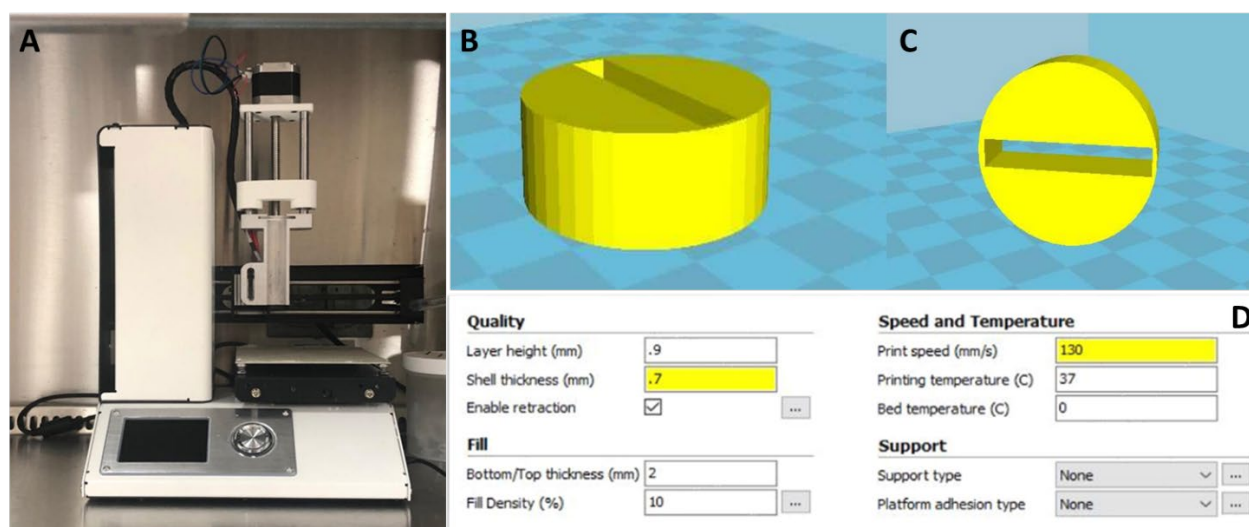 A
B
C
D
Quality
Layer height (mm) .9
Shell thickness (mm) .7
Enable retraction ...
Fill
Bottom/Top thickness (mm) 2
Fill Density (%) 10 ...
Speed and Temperature
Print speed (mm/s) 130
Printing temperature (C) 37
Bed temperature (C) 0
Support
Support type None ...
Platform adhesion type None ...